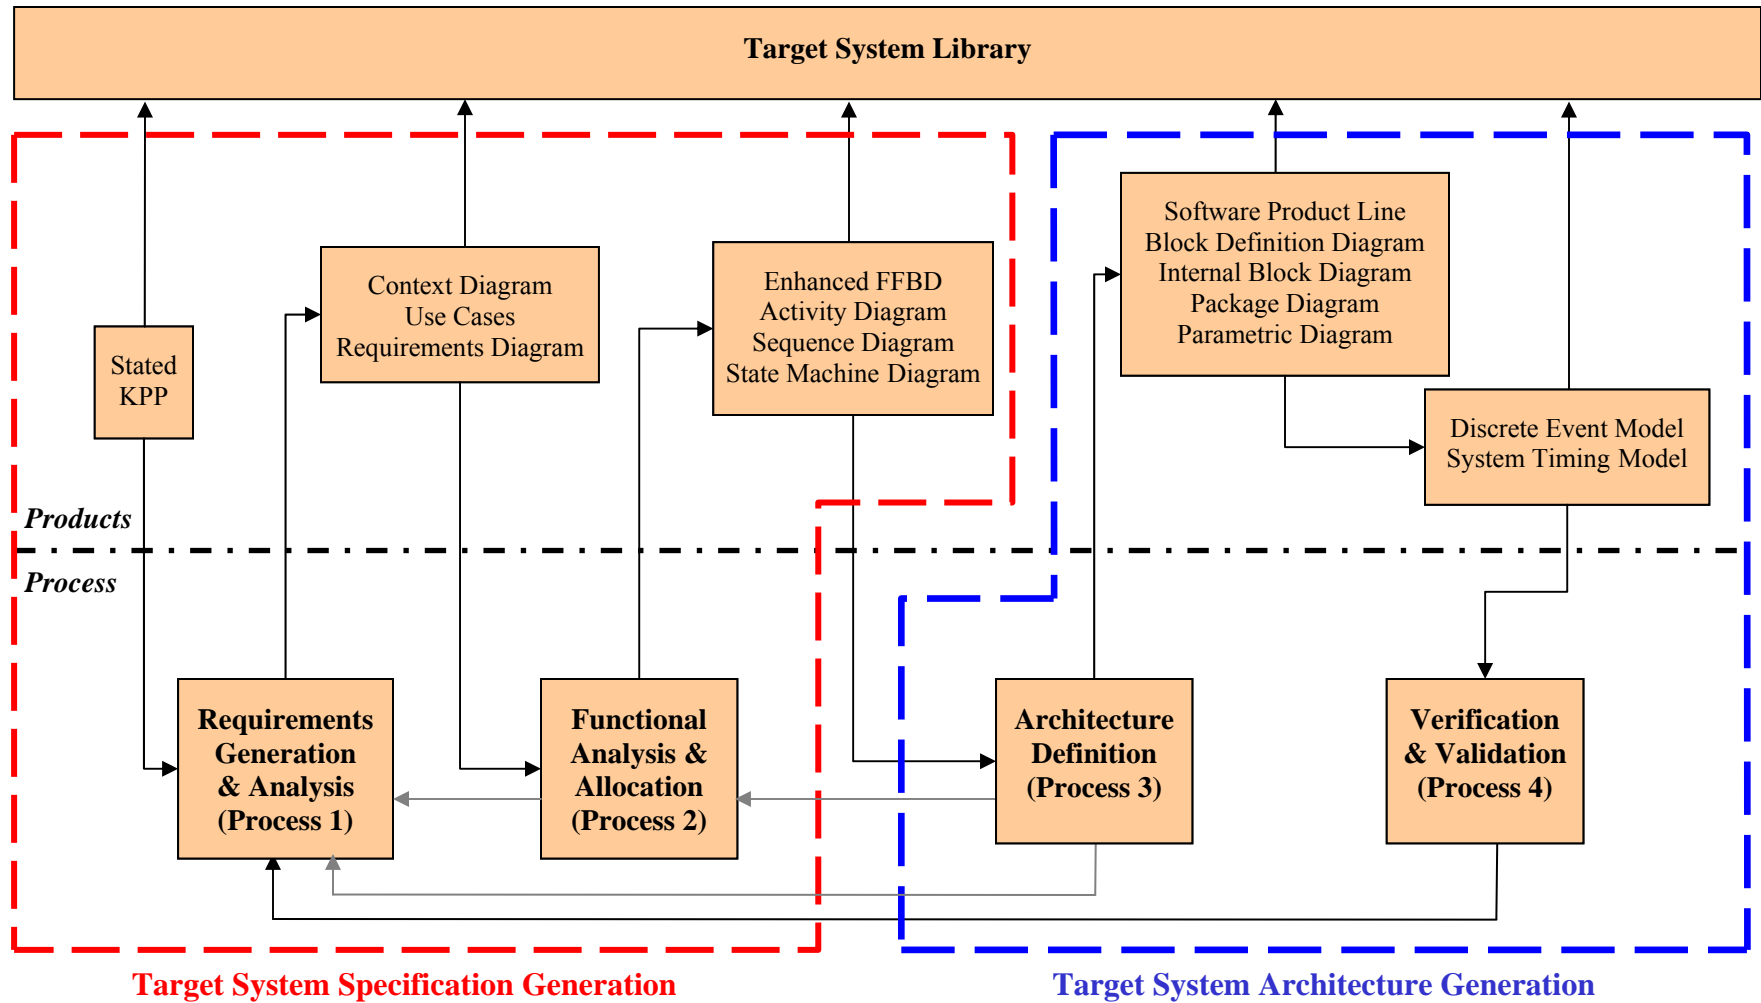 Target System Library
Stated
KPP
Context Diagram
Use Cases
Requirements Diagram
Enhanced FFBD
Activity Diagram
Sequence Diagram
State Machine Diagram
Software Product Line
Block Definition Diagram
Internal Block Diagram
Package Diagram
Parametric Diagram
Discrete Event Model
System Timing Model
Products
Process
Requirements
Generation
& Analysis
(Process 1)
Functional
Analysis &
Allocation
(Process 2)
Architecture
Definition
(Process 3)
Verification
& Validation
(Process 4)
Target System Specification Generation
Target System Architecture Generation